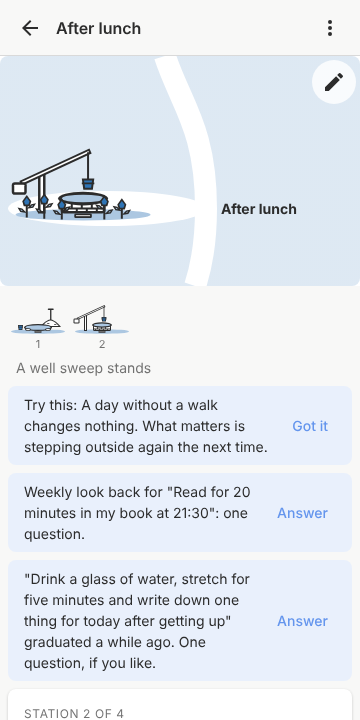 After lunch
After lunch
1
2
A well sweep stands
Try this: A day without a walk
changes nothing. What matters is
stepping outside again the next time.
Got it
Weekly look back for "Read for 20
minutes in my book at 21:30": one
question.
Answer
"Drink a glass of water, stretch for
five minutes and write down one
thing for today after getting up"
graduated a while ago. One
question, if you like.
Answer
STATION 2 OF 4